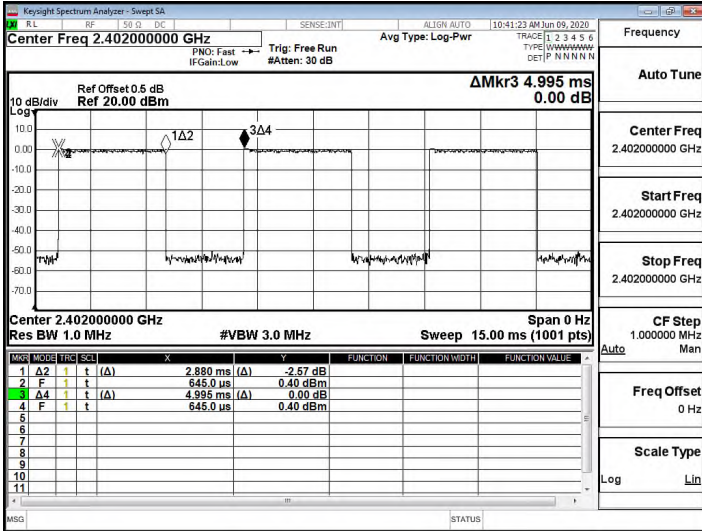 Keysight Spectrum Analyzer - Swept SA
RL RF 50 Ω DC SENSE:INT ALIGN AUTO 10:41:23 AM Jun 09, 2020
Center Freq 2.402000000 GHz
PNO: Fast Trig: Free Run
IFGain:Low #Atten: 30 dB
Avg Type: Log-Pwr
TRACE 1 2 3 4 5 6
TYPE WWWWWW
DET P N N N N N
Ref Offset 0.5 dB
10 dB/div Ref 20.00 dBm
ΔMkr3 4.995 ms
0.00 dB
Log
10.0
0.00
-10.0
-20.0
-30.0
-40.0
-50.0
-60.0
-70.0
1Δ2
3Δ4
Center 2.402000000 GHz Span 0 Hz
Res BW 1.0 MHz #VBW 3.0 MHz Sweep 15.00 ms (1001 pts)
MKR MODE TRC SCL X Y FUNCTION FUNCTION WIDTH FUNCTION VALUE
1 Δ2 1 t (Δ) 2.880 ms (Δ) -2.57 dB
2 F 1 t 645.0 µs 0.40 dBm
3 Δ4 1 t (Δ) 4.995 ms (Δ) 0.00 dB
4 F 1 t 645.0 µs 0.40 dBm
5
6
7
8
9
10
11
MSG STATUS
Frequency
Auto Tune
Center Freq
2.402000000 GHz
Start Freq
2.402000000 GHz
Stop Freq
2.402000000 GHz
CF Step
1.000000 MHz
Auto Man
Freq Offset
0 Hz
Scale Type
Log Lin